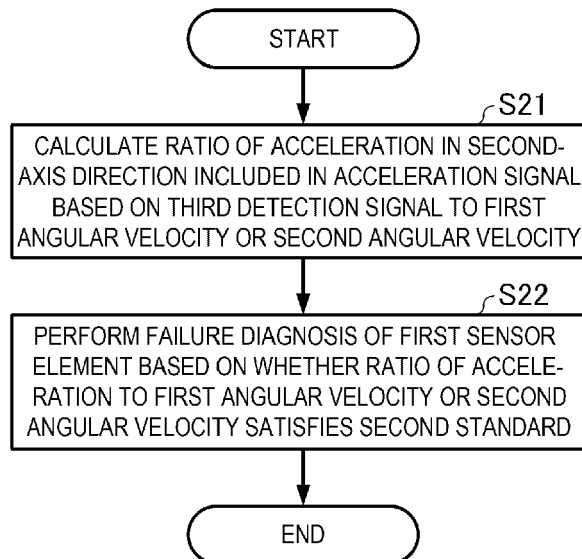 START
S21
CALCULATE RATIO OF ACCELERATION IN SECOND-
AXIS DIRECTION INCLUDED IN ACCELERATION SIGNAL
BASED ON THIRD DETECTION SIGNAL TO FIRST
ANGULAR VELOCITY OR SECOND ANGULAR VELOCITY
S22
PERFORM FAILURE DIAGNOSIS OF FIRST SENSOR
ELEMENT BASED ON WHETHER RATIO OF ACCELE-
RATION TO FIRST ANGULAR VELOCITY OR SECOND
ANGULAR VELOCITY SATISFIES SECOND STANDARD
END